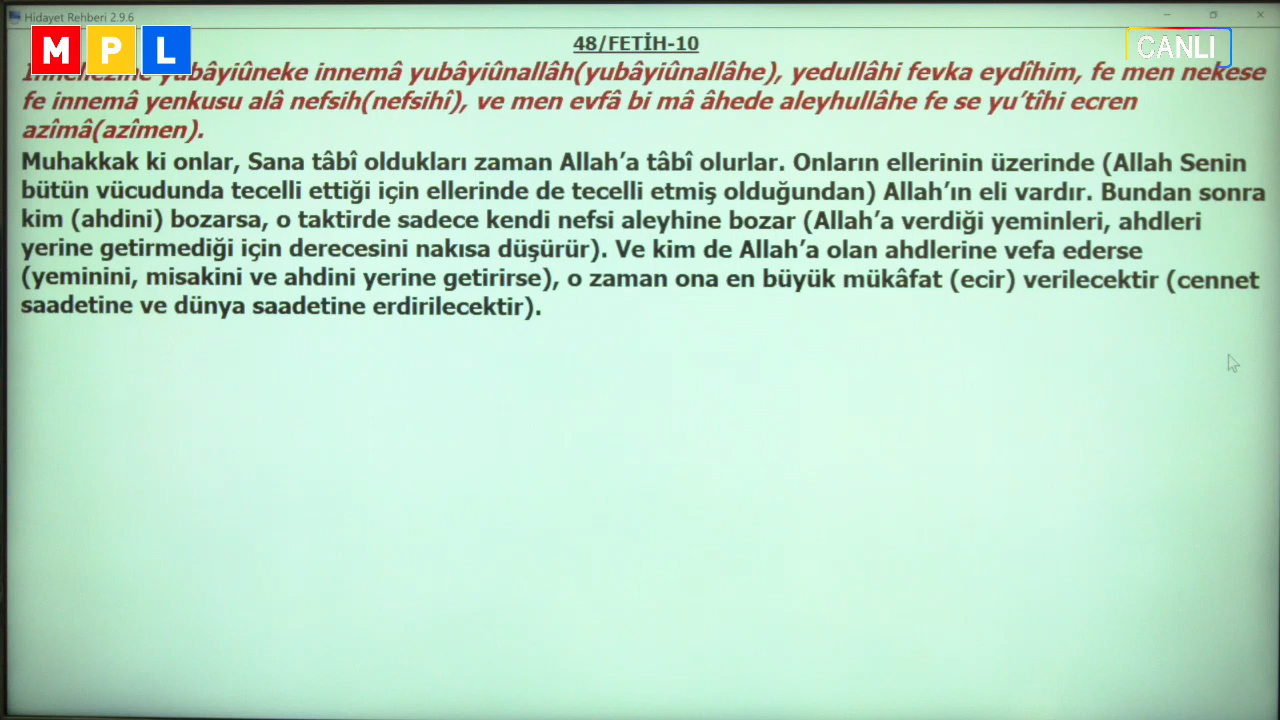 Hidayet Rehberi 2.9.6
M P L
CANLI
48/FETİH-10
yubâyiûneke innemâ yubâyiûnallâh(yubâyiûnallâhe), yedullâhi fevka eydîhim, fe men nekese
fe innemâ yenkusu alâ nefsih(nefsihî), ve men evfâ bi mâ âhede aleyhullâhe fe se yu’tîhi ecren
azîmâ(azîmen).
Muhakkak ki onlar, Sana tâbî oldukları zaman Allah’a tâbî olurlar. Onların ellerinin üzerinde (Allah Senin
bütün vücudunda tecelli ettiği için ellerinde de tecelli etmiş olduğundan) Allah’ın eli vardır. Bundan sonra
kim (ahdini) bozarsa, o taktirde sadece kendi nefsi aleyhine bozar (Allah’a verdiği yeminleri, ahdleri
yerine getirmediği için derecesini nakısa düşürür). Ve kim de Allah’a olan ahdlerine vefa ederse
(yeminini, misakini ve ahdini yerine getirirse), o zaman ona en büyük mükâfat (ecir) verilecektir (cennet
saadetine ve dünya saadetine erdirilecektir).